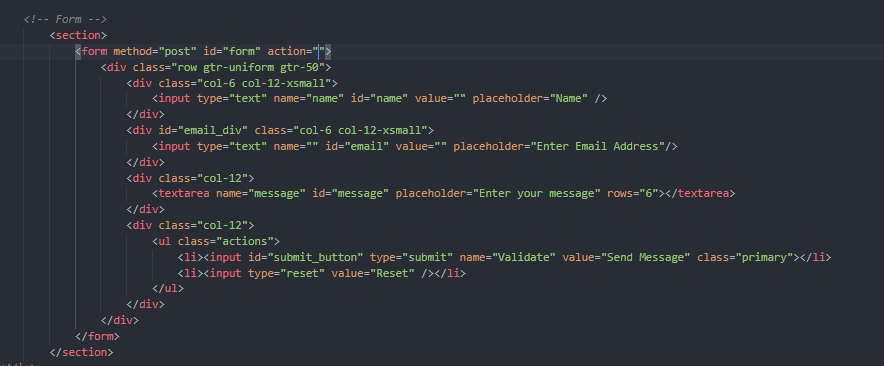 <!-- Form -->
<section>
<form method="post" id="form" action="">
<div class="row gtr-uniform gtr-50">
<div class="col-6 col-12-xsmall">
<input type="text" name="name" id="name" value="" placeholder="Name" />
</div>
<div id="email_div" class="col-6 col-12-xsmall">
<input type="text" name="" id="email" value="" placeholder="Enter Email Address"/>
</div>
<div class="col-12">
<textarea name="message" id="message" placeholder="Enter your message" rows="6"></textarea>
</div>
<div class="col-12">
<ul class="actions">
<li><input id="submit_button" type="submit" name="Validate" value="Send Message" class="primary"></li>
<li><input type="reset" value="Reset" /></li>
</ul>
</div>
</div>
</form>
</section>